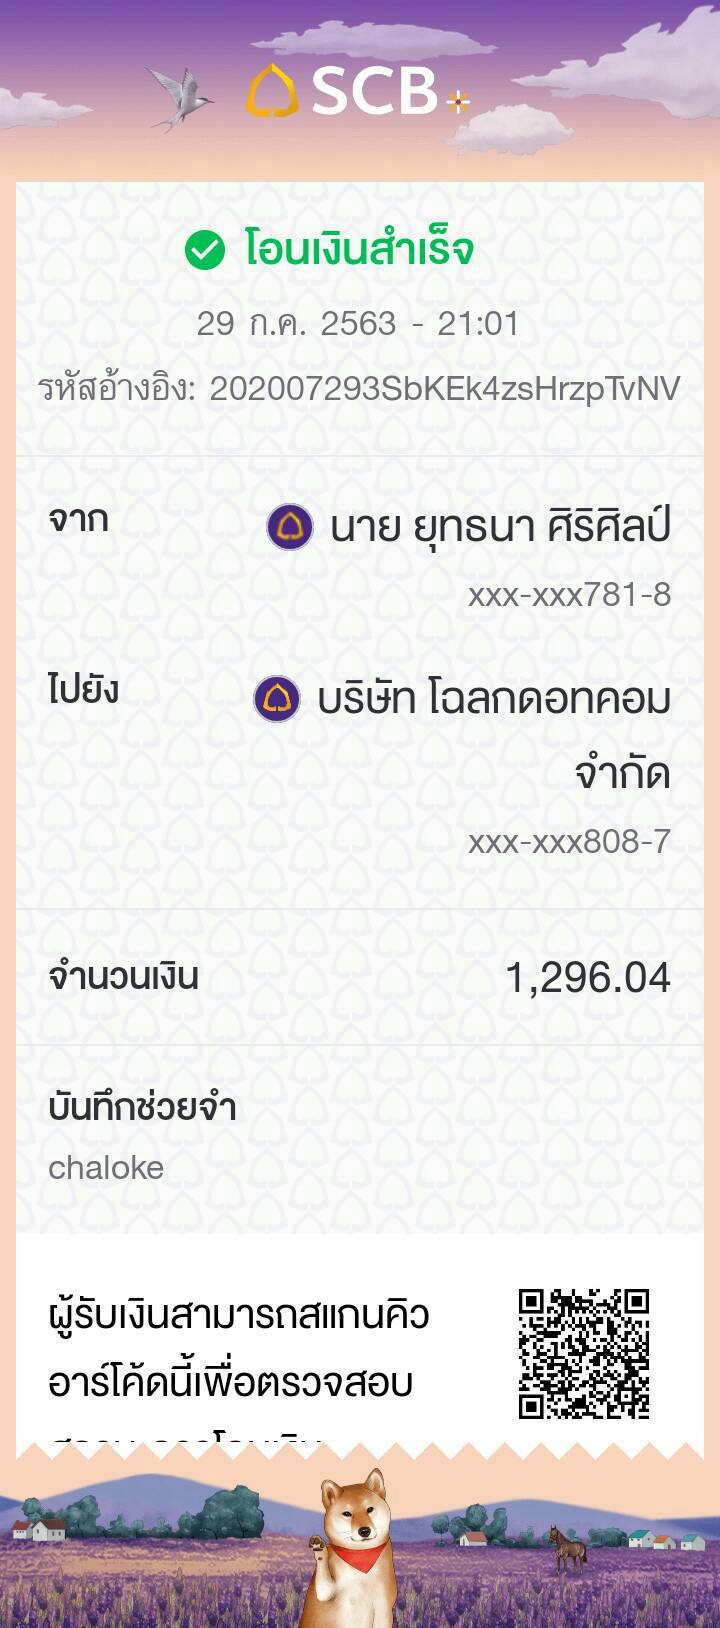 SCB
โอนเงินสำเร็จ
29 ก.ค. 2563 - 21:01
รหัสอ้างอิง: 202007293SbKEk4zsHrzpTvNV
จาก
นาย ยุทธนา ศิริศิลป์
xxx-xxx781-8
ไปยัง
บริษัท โฉลกดอทคอม
จำกัด
xxx-xxx808-7
จำนวนเงิน 1,296.04
บันทึกช่วยจำ
chaloke
ผู้รับเงินสามารถสแกนคิว
อาร์โค้ดนี้เพื่อตรวจสอบ